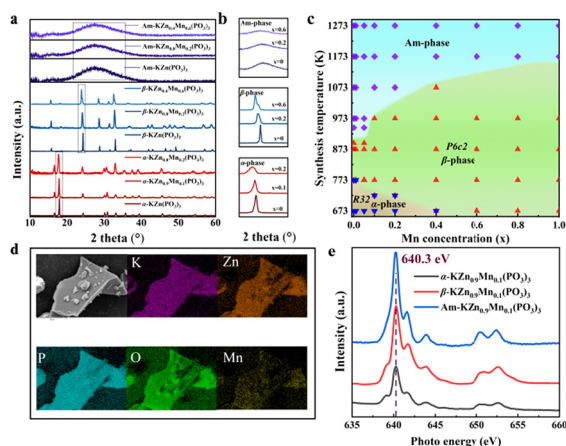 a
Intensity (a.u.)
Am-KZn₀.₄Mn₀.₆(PO₃)₃
Am-KZn₀.₈Mn₀.₂(PO₃)₃
Am-KZn(PO₃)₃
β-KZn₀.₄Mn₀.₆(PO₃)₃
β-KZn₀.₈Mn₀.₂(PO₃)₃
β-KZn(PO₃)₃
α-KZn₀.₈Mn₀.₂(PO₃)₃
α-KZn₀.₉Mn₀.₁(PO₃)₃
α-KZn(PO₃)₃
10 20 30 40 50 60
2 theta (°)
b
Am-phase
x=0.6
x=0.2
x=0
β-phase
x=0.6
x=0.2
x=0
α-phase
x=0.2
x=0.1
x=0
2 theta (°)
c
Synthesis temperature (K)
1273
1173
973
873
723
673
Am-phase
P6c2
β-phase
R32
α-phase
0.0 0.2 0.4 0.6 0.8 1.0
Mn concentration (x)
d
K
Zn
P
O
Mn
e
640.3 eV
α-KZn₀.₉Mn₀.₁(PO₃)₃
β-KZn₀.₉Mn₀.₁(PO₃)₃
Am-KZn₀.₉Mn₀.₁(PO₃)₃
Intensity (a.u.)
635 640 645 650 655 660
Photo energy (eV)